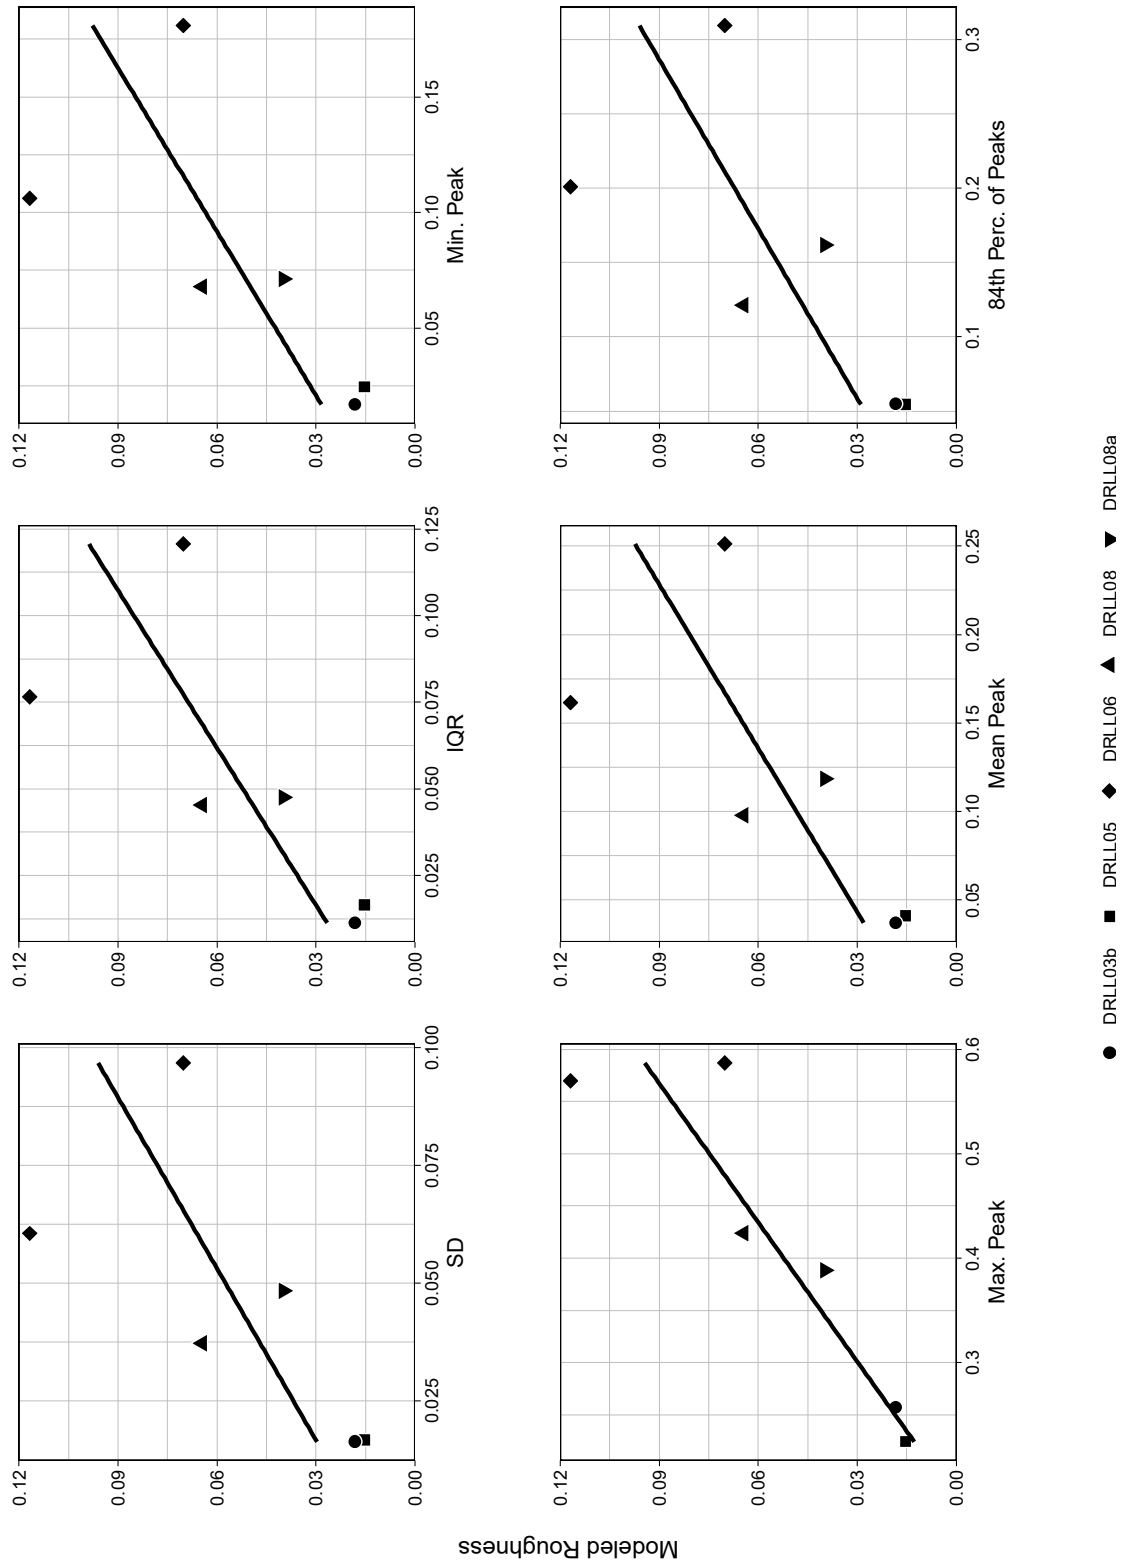 Modeled Roughness
0.12
0.09
0.06
0.03
0.00
0.025 0.050 0.075 0.100
SD
0.12
0.09
0.06
0.03
0.00
0.025 0.050 0.075 0.100 0.125
IQR
0.12
0.09
0.06
0.03
0.00
0.05 0.10 0.15
Min. Peak
0.12
0.09
0.06
0.03
0.00
0.3 0.4 0.5 0.6
Max. Peak
0.12
0.09
0.06
0.03
0.00
0.05 0.10 0.15 0.20 0.25
Mean Peak
0.12
0.09
0.06
0.03
0.00
0.1 0.2 0.3
84th Perc. of Peaks
DRLL03b DRLL05 DRLL06 DRLL08 DRLL08a